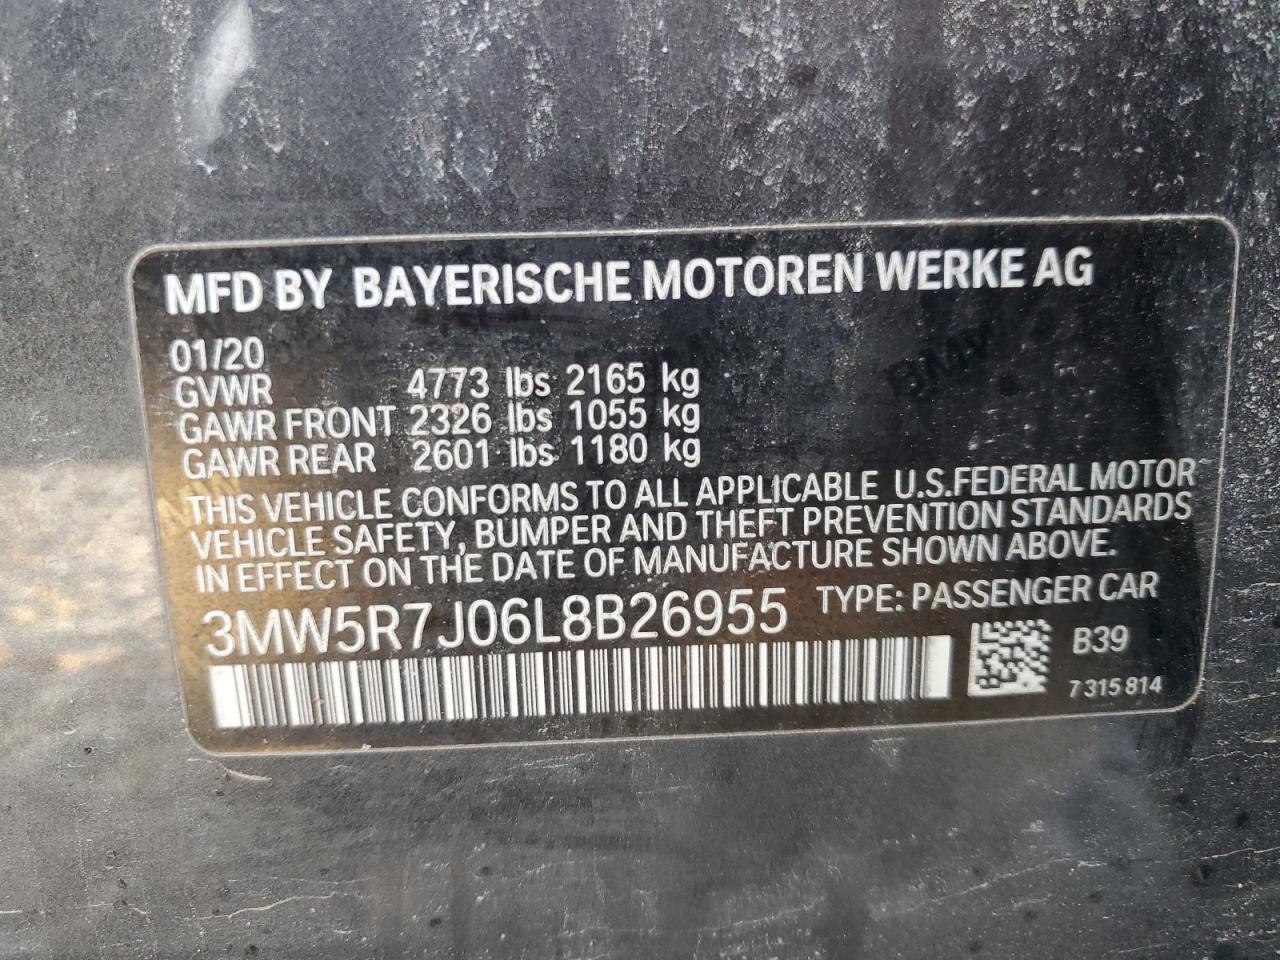 MFD BY BAYERISCHE MOTOREN WERKE AG
01/20
GVWR 4773 lbs 2165 kg
GAWR FRONT 2326 lbs 1055 kg
GAWR REAR 2601 lbs 1180 kg
THIS VEHICLE CONFORMS TO ALL APPLICABLE U.S.FEDERAL MOTOR
VEHICLE SAFETY, BUMPER AND THEFT PREVENTION STANDARDS
IN EFFECT ON THE DATE OF MANUFACTURE SHOWN ABOVE.
3MW5R7J06L8B26955 TYPE: PASSENGER CAR
B39
7 315 814
BMW